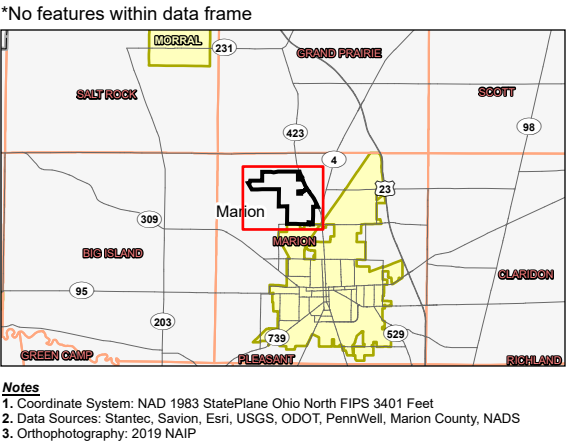 *No features within data frame
MORRAL
231
GRAND PRAIRIE
SALT ROCK
SCOTT
98
423
4
23
Marion
309
MARION
BIG ISLAND
CLARIDON
95
203
739
529
GREEN CAMP
PLEASANT
RICHLAND
Notes
1. Coordinate System: NAD 1983 StatePlane Ohio North FIPS 3401 Feet
2. Data Sources: Stantec, Savion, Esri, USGS, ODOT, PennWell, Marion County, NADS
3. Orthophotography: 2019 NAIP